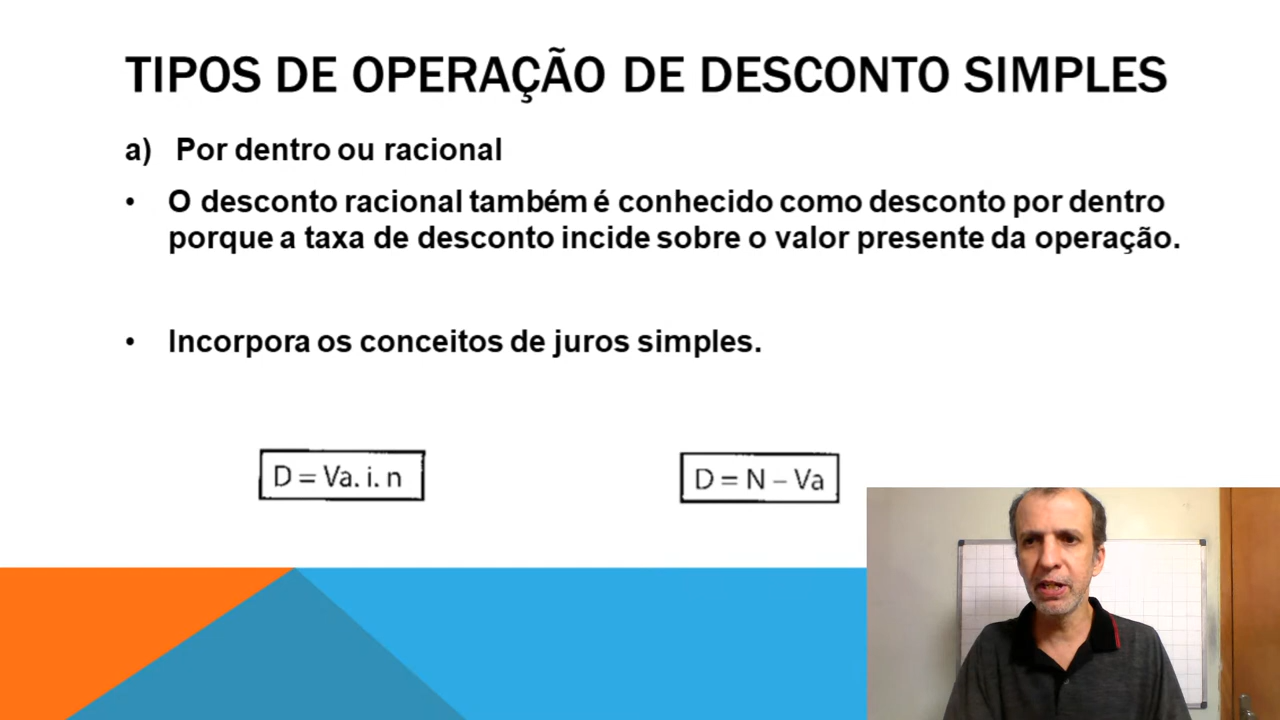 TIPOS DE OPERAÇÃO DE DESCONTO SIMPLES
a) Por dentro ou racional
• O desconto racional também é conhecido como desconto por dentro
porque a taxa de desconto incide sobre o valor presente da operação.
• Incorpora os conceitos de juros simples.
D = Va. i. n
D = N – Va